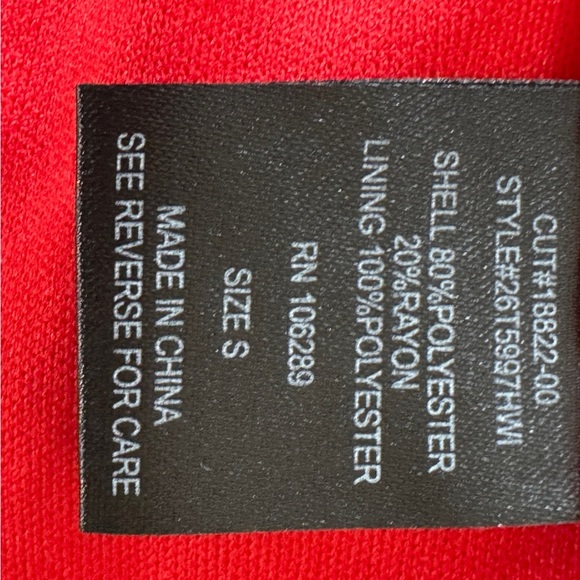 CUT#18822-00
STYLE#26T5997HWI
SHELL 80%POLYESTER
20%RAYON
LINING 100%POLYESTER
RN 106289
SIZE S
MADE IN CHINA
SEE REVERSE FOR CARE